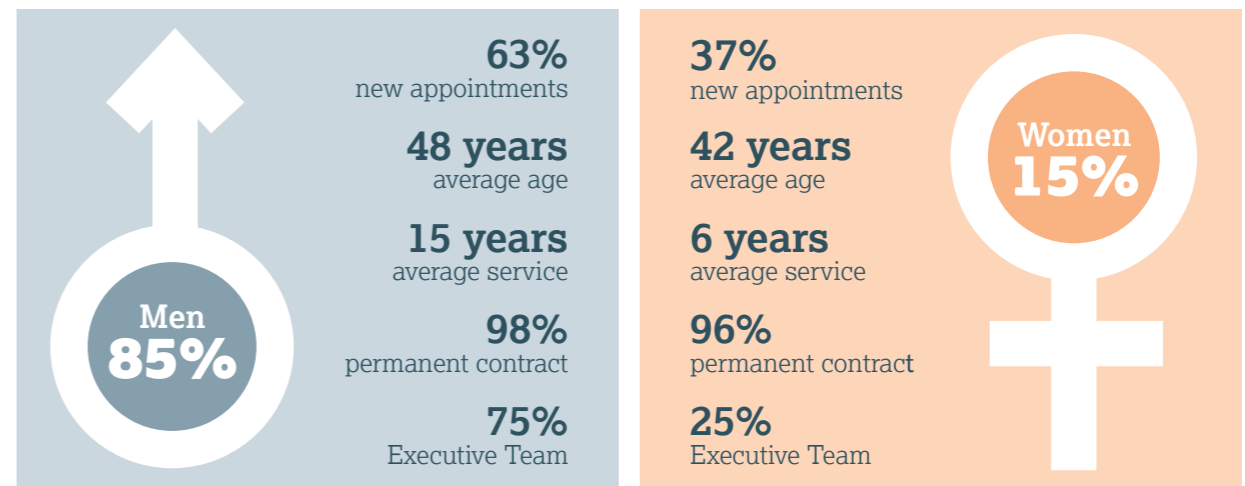 Men
85%
63%
new appointments
48 years
average age
15 years
average service
98%
permanent contract
75%
Executive Team
37%
new appointments
42 years
average age
6 years
average service
96%
permanent contract
25%
Executive Team
Women
15%